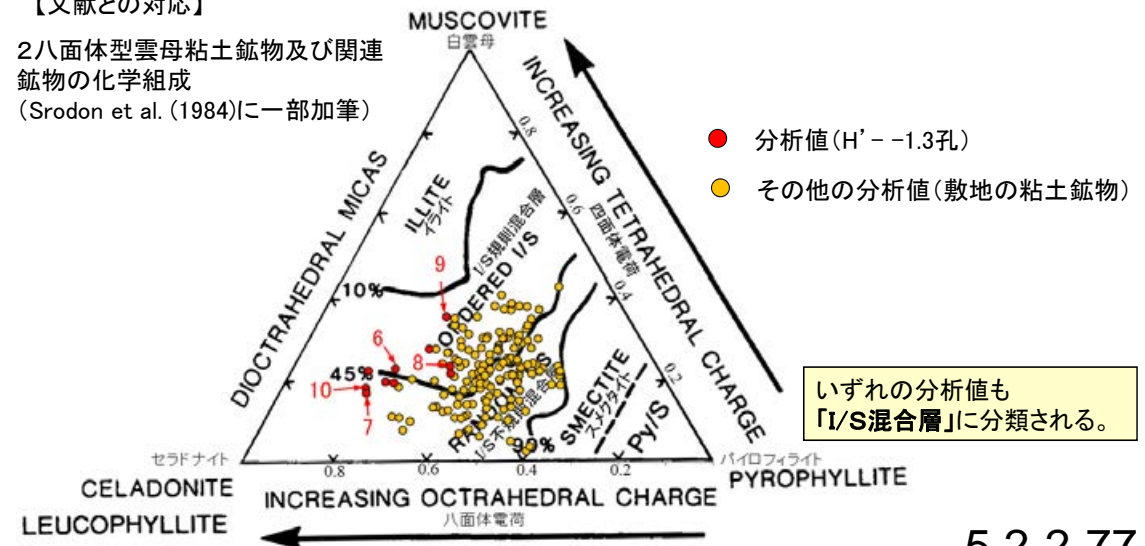 【文献との対応】
2八面体型雲母粘土鉱物及び関連
鉱物の化学組成
(Srodon et al. (1984)に一部加筆)
MUSCOVITE
白雲母
分析値(H'- -1.3孔)
その他の分析値(敷地の粘土鉱物)
DIOCTRAHEDRAL MICAS
INCREASING TETRAHEDRAL CHARGE
四面体電荷
0.8
0.6
0.4
0.2
ILLITE
イライト
I/S規則混合層
ORDERED I/S
RANDOM I/S
I/S不規則混合層
SMECTITE
スメクタイト
Py/S
10%
45%
90%
9
6
8
10
7
いずれの分析値も
「I/S混合層」に分類される。
セラドナイト
CELADONITE
LEUCOPHYLLITE
0.8
0.6
0.4
0.2
パイロフィライト
PYROPHYLLITE
INCREASING OCTRAHEDRAL CHARGE
八面体電荷
5.2.2-77